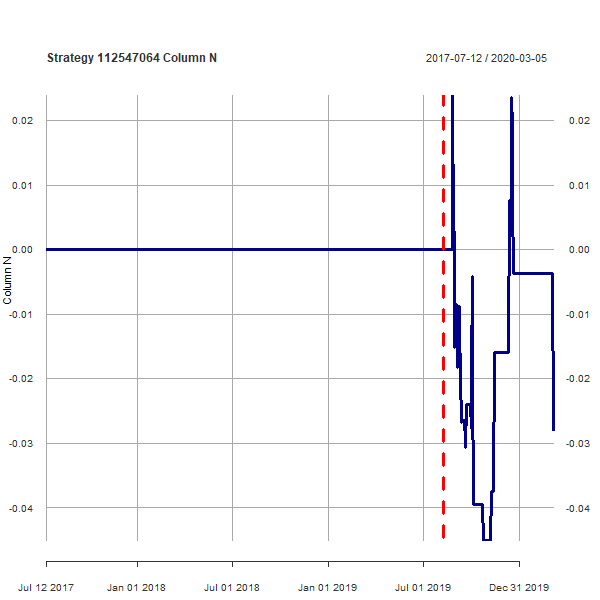 Strategy 112547064 Column N
2017-07-12 / 2020-03-05
0.02 0.02
0.01 0.01
0.00 0.00
-0.01 -0.01
-0.02 -0.02
-0.03 -0.03
-0.04 -0.04
Column N
Jul 12 2017 Jan 01 2018 Jul 01 2018 Jan 01 2019 Jul 01 2019 Dec 31 2019